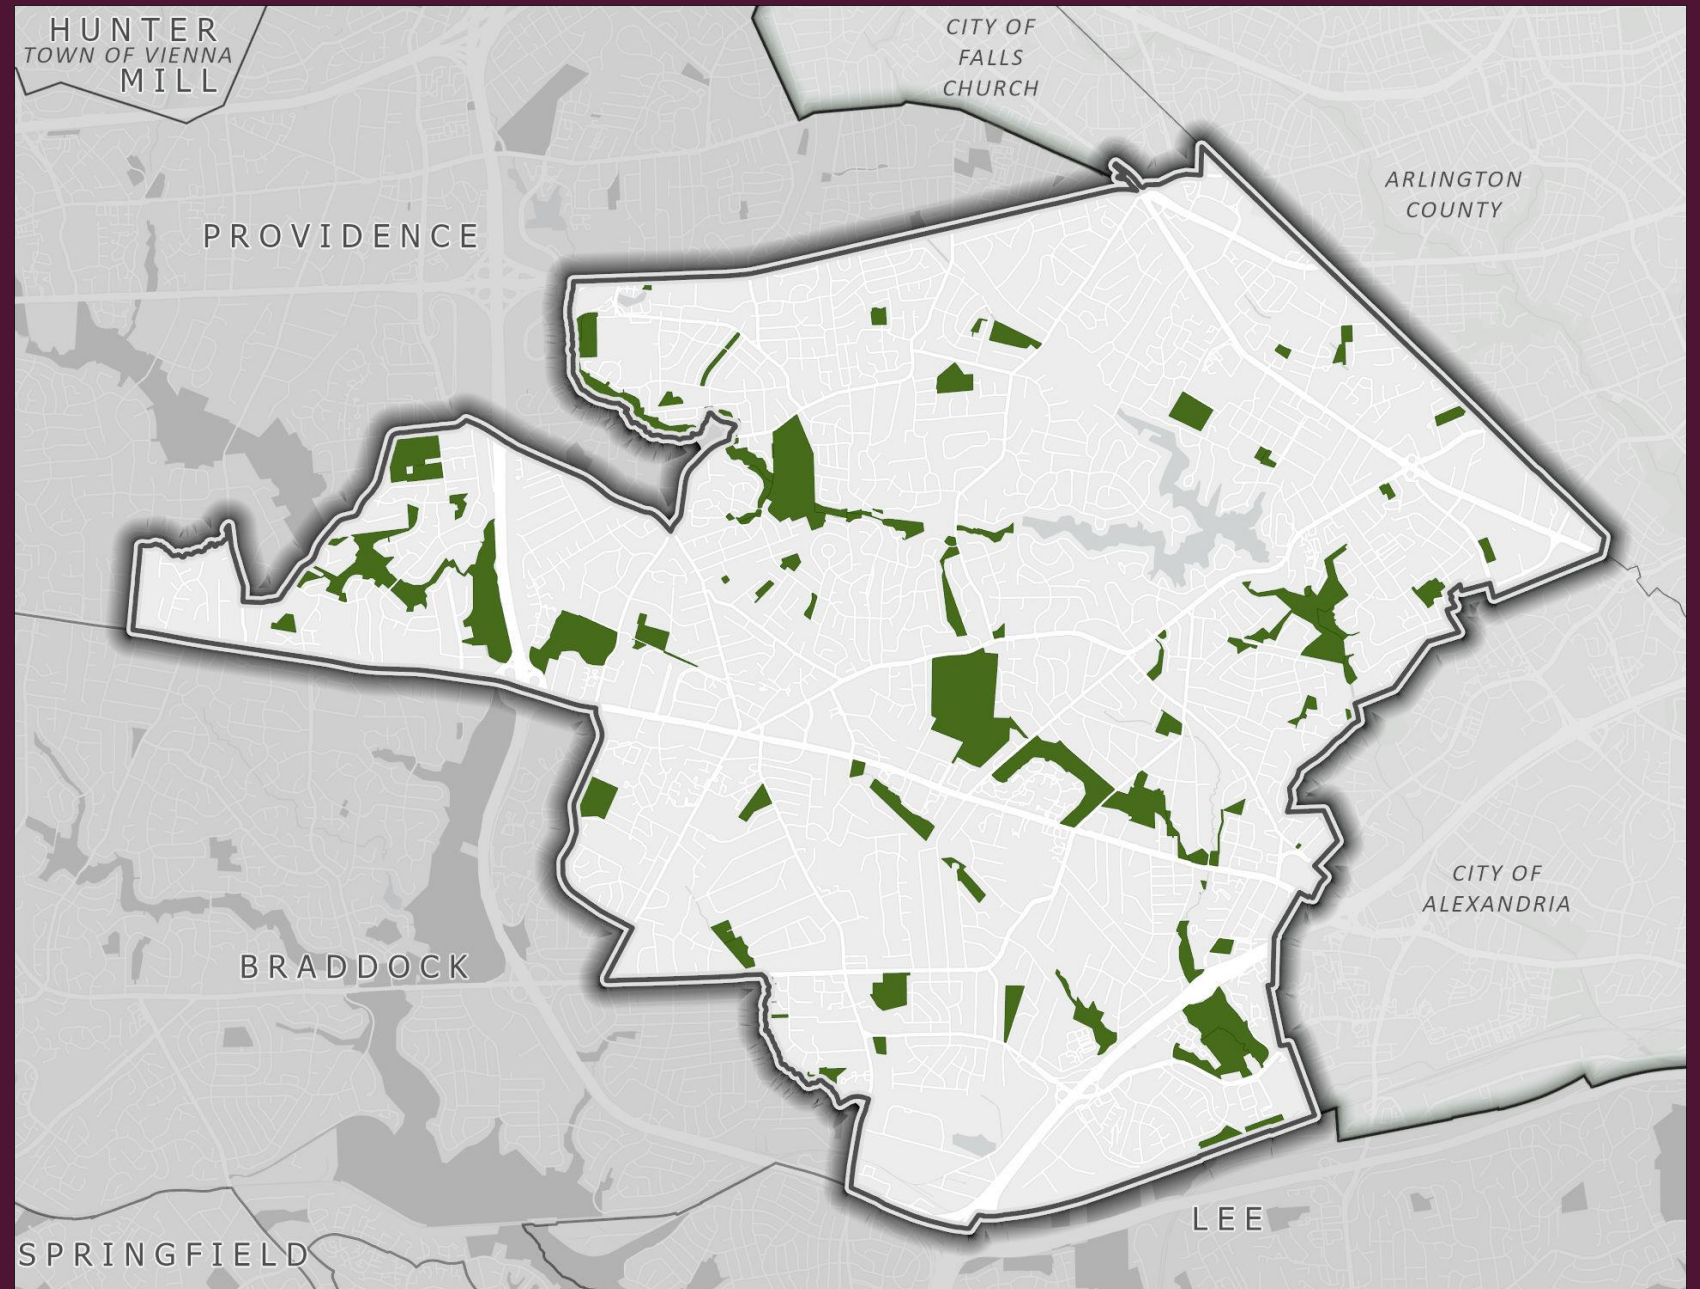 HUNTER
TOWN OF VIENNA
MILL
CITY OF
FALLS
CHURCH
ARLINGTON
COUNTY
PROVIDENCE
CITY OF
ALEXANDRIA
BRADDOCK
LEE
SPRINGFIELD